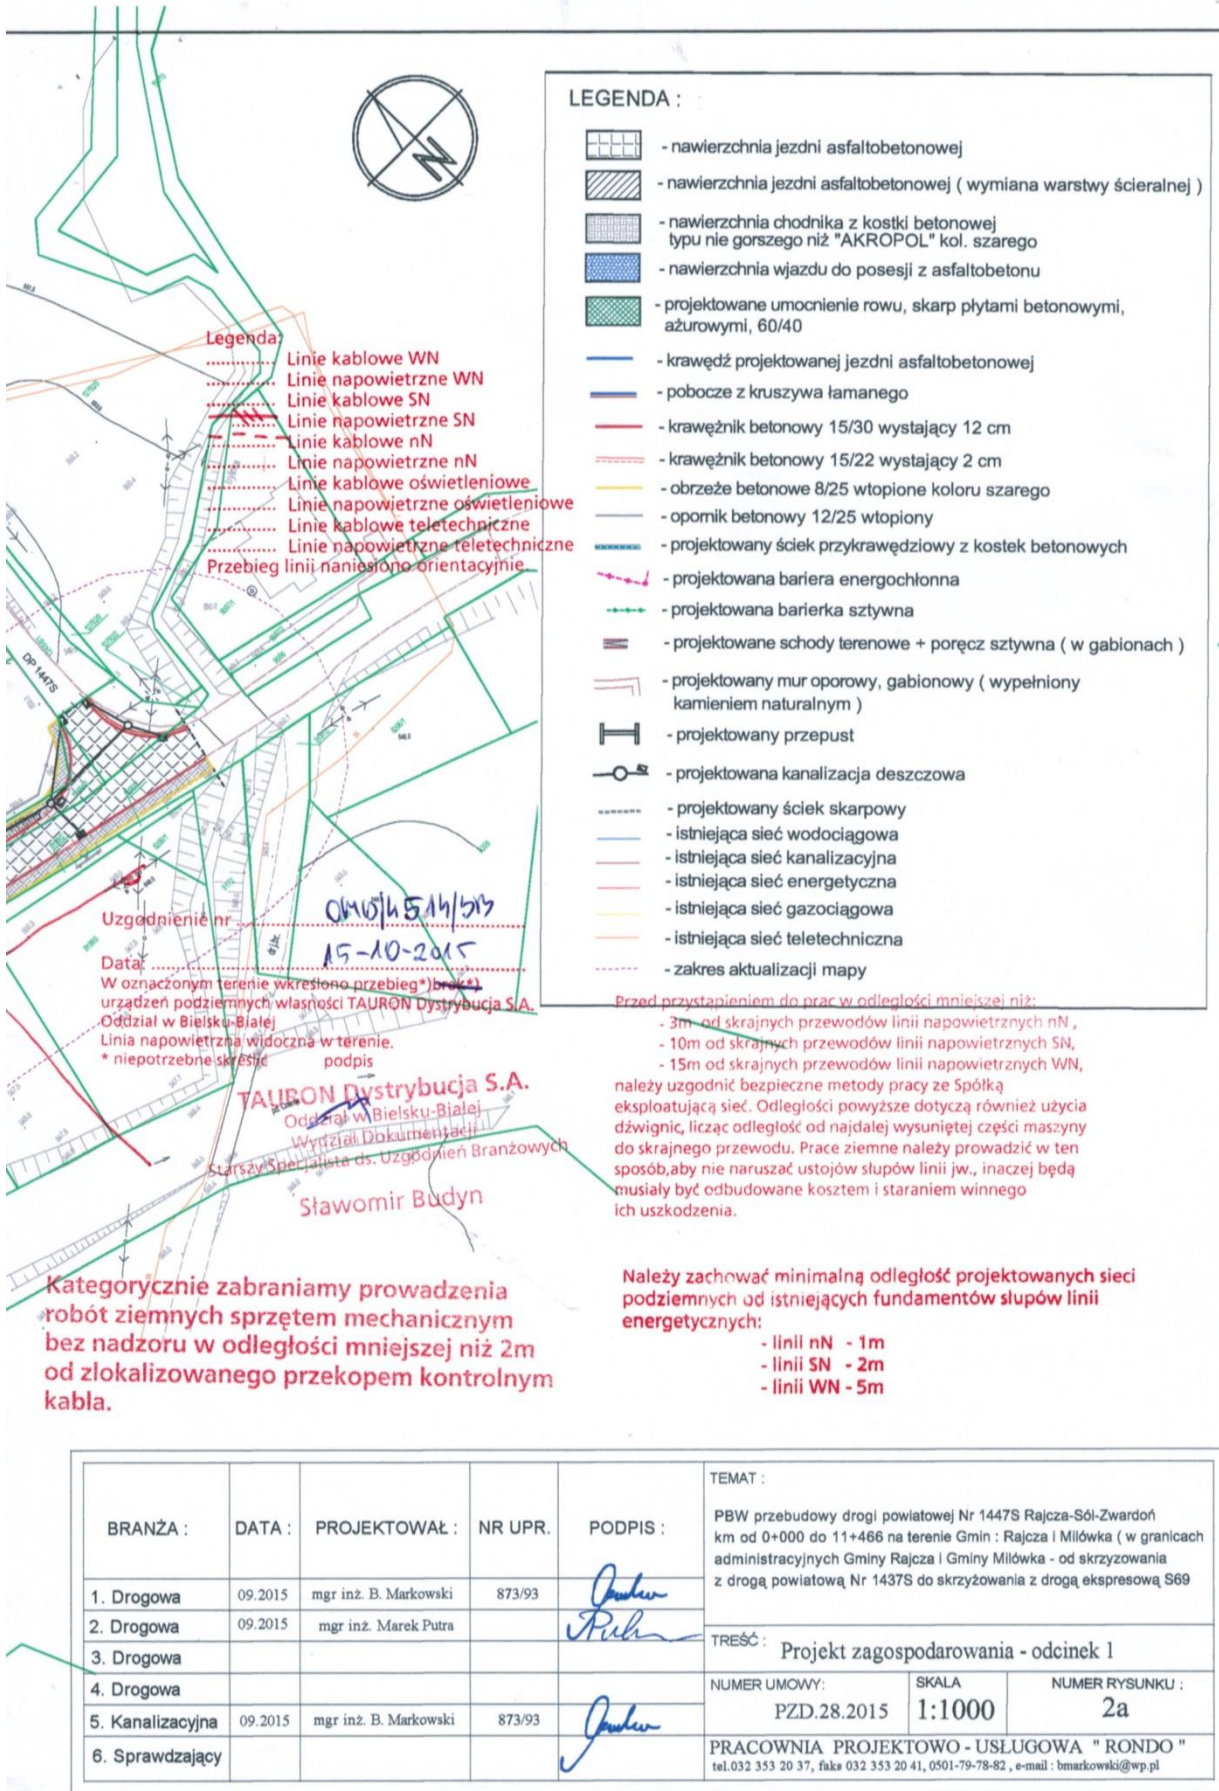 LEGENDA :
- nawierzchnia jezdni asfaltobetonowej
- nawierzchnia jezdni asfaltobetonowej ( wymiana warstwy ścieralnej )
- nawierzchnia chodnika z kostki betonowej
typu nie gorszego niż "AKROPOL" kol. szarego
- nawierzchnia wjazdu do posesji z asfaltobetonu
- projektowane umocnienie rowu, skarp płytami betonowymi,
ażurowymi, 60/40
- krawędź projektowanej jezdni asfaltobetonowej
- pobocze z kruszywa łamanego
- krawężnik betonowy 15/30 wystający 12 cm
- krawężnik betonowy 15/22 wystający 2 cm
- obrzeże betonowe 8/25 wtopione koloru szarego
- opornik betonowy 12/25 wtopiony
- projektowany ściek przykrawędziowy z kostek betonowych
- projektowana bariera energochłonna
- projektowana barierka sztywna
- projektowane schody terenowe + poręcz sztywna ( w gabionach )
- projektowany mur oporowy, gabionowy ( wypełniony
kamieniem naturalnym )
- projektowany przepust
- projektowana kanalizacja deszczowa
- projektowany ściek skarpowy
- istniejąca sieć wodociągowa
- istniejąca sieć kanalizacyjna
- istniejąca sieć energetyczna
- istniejąca sieć gazociągowa
- istniejąca sieć teletechniczna
- zakres aktualizacji mapy
N
Legenda:
Linie kablowe WN
Linie napowietrzne WN
Linie kablowe SN
Linie napowietrzne SN
Linie kablowe nN
Linie napowietrzne nN
Linie kablowe oświetleniowe
Linie napowietrzne oświetleniowe
Linie kablowe teletechniczne
Linie napowietrzne teletechniczne
Przebieg linii naniesiono orientacyjnie
DP 1447S
Uzgodnienie nr
Data: 15-10-2015
W oznaczonym terenie wkreślono przebieg*)brak*)
urządzeń podziemnych własności TAURON Dystrybucja S.A.
Oddział w Bielsku-Białej
Linia napowietrzna widoczna w terenie.
* niepotrzebne skreślić podpis
TAURON Dystrybucja S.A.
Oddział w Bielsku-Białej
Wydział Dokumentacji
Starszy Specjalista ds. Uzgodnień Branżowych
Sławomir Budyn
Przed przystąpieniem do prac w odległości mniejszej niż:
- 3m od skrajnych przewodów linii napowietrznych nN ,
- 10m od skrajnych przewodów linii napowietrznych SN,
- 15m od skrajnych przewodów linii napowietrznych WN,
należy uzgodnić bezpieczne metody pracy ze Spółką
eksploatującą sieć. Odległości powyższe dotyczą również użycia
dźwignic, licząc odległość od najdalej wysuniętej części maszyny
do skrajnego przewodu. Prace ziemne należy prowadzić w ten
sposób,aby nie naruszać ustojów słupów linii jw., inaczej będą
musiały być odbudowane kosztem i staraniem winnego
ich uszkodzenia.
Kategorycznie zabraniamy prowadzenia
robót ziemnych sprzętem mechanicznym
bez nadzoru w odległości mniejszej niż 2m
od zlokalizowanego przekopem kontrolnym
kabla.
Należy zachować minimalną odległość projektowanych sieci
podziemnych od istniejących fundamentów słupów linii
energetycznych:
- linii nN - 1m
- linii SN - 2m
- linii WN - 5m
BRANŻA : DATA : PROJEKTOWAŁ : NR UPR. PODPIS :
1. Drogowa 09.2015 mgr inż. B. Markowski 873/93
2. Drogowa 09.2015 mgr inż. Marek Putra
3. Drogowa
4. Drogowa
5. Kanalizacyjna 09.2015 mgr inż. B. Markowski 873/93
6. Sprawdzający
TEMAT :
PBW przebudowy drogi powiatowej Nr 1447S Rajcza-Sól-Zwardoń
km od 0+000 do 11+466 na terenie Gmin : Rajcza i Milówka ( w granicach
administracyjnych Gminy Rajcza i Gminy Milówka - od skrzyzowania
z drogą powiatową Nr 1437S do skrzyżowania z drogą ekspresową S69
TREŚĆ : Projekt zagospodarowania - odcinek 1
NUMER UMOWY: SKALA NUMER RYSUNKU :
PZD.28.2015 1:1000 2a
PRACOWNIA PROJEKTOWO - USŁUGOWA " RONDO "
tel.032 353 20 37, faks 032 353 20 41, 0501-79-78-82 , e-mail : bmarkowski@wp.pl